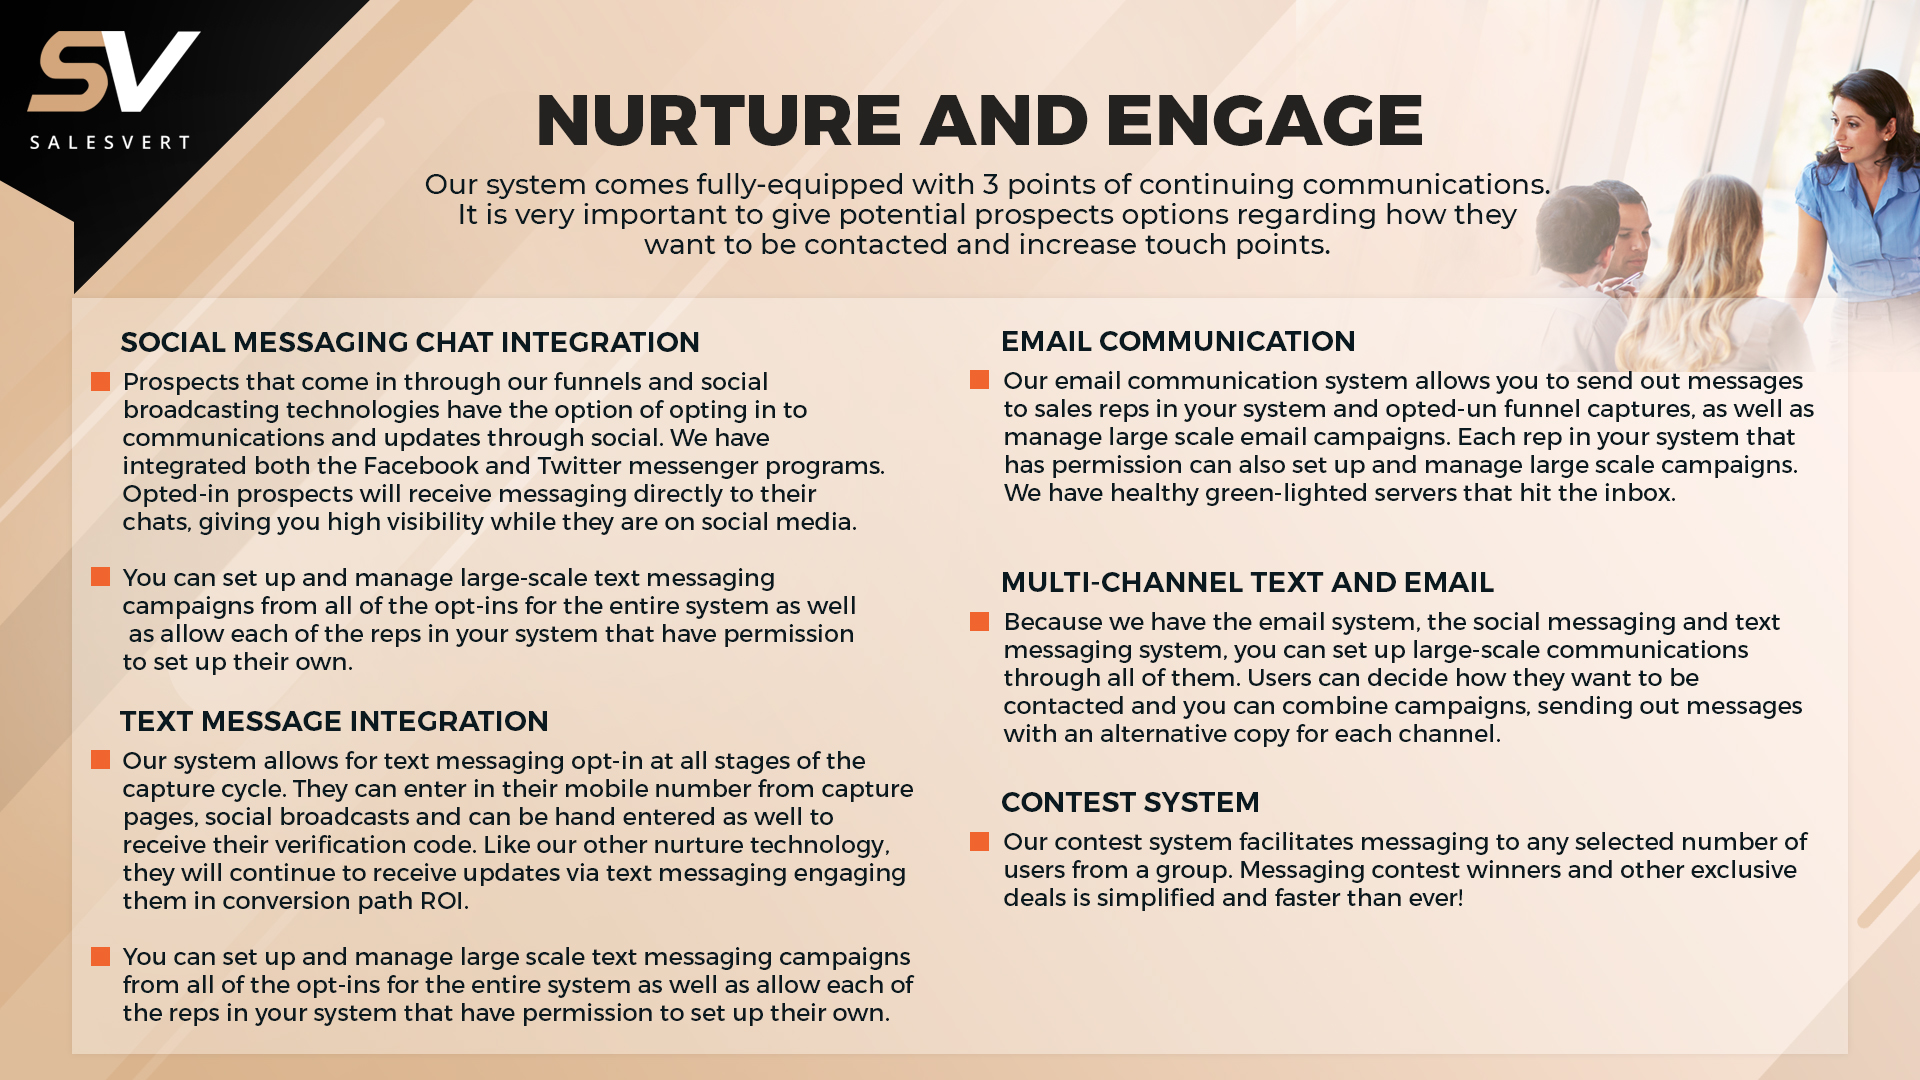 SV
SALESVERT
NURTURE AND ENGAGE
Our system comes fully-equipped with 3 points of continuing communications.
It is very important to give potential prospects options regarding how they
want to be contacted and increase touch points.
SOCIAL MESSAGING CHAT INTEGRATION
Prospects that come in through our funnels and social
broadcasting technologies have the option of opting in to
communications and updates through social. We have
integrated both the Facebook and Twitter messenger programs.
Opted-in prospects will receive messaging directly to their
chats, giving you high visibility while they are on social media.
You can set up and manage large-scale text messaging
campaigns from all of the opt-ins for the entire system as well
as allow each of the reps in your system that have permission
to set up their own.
TEXT MESSAGE INTEGRATION
Our system allows for text messaging opt-in at all stages of the
capture cycle. They can enter in their mobile number from capture
pages, social broadcasts and can be hand entered as well to
receive their verification code. Like our other nurture technology,
they will continue to receive updates via text messaging engaging
them in conversion path ROI.
You can set up and manage large scale text messaging campaigns
from all of the opt-ins for the entire system as well as allow each of
the reps in your system that have permission to set up their own.
EMAIL COMMUNICATION
Our email communication system allows you to send out messages
to sales reps in your system and opted-un funnel captures, as well as
manage large scale email campaigns. Each rep in your system that
has permission can also set up and manage large scale campaigns.
We have healthy green-lighted servers that hit the inbox.
MULTI-CHANNEL TEXT AND EMAIL
Because we have the email system, the social messaging and text
messaging system, you can set up large-scale communications
through all of them. Users can decide how they want to be
contacted and you can combine campaigns, sending out messages
with an alternative copy for each channel.
CONTEST SYSTEM
Our contest system facilitates messaging to any selected number of
users from a group. Messaging contest winners and other exclusive
deals is simplified and faster than ever!